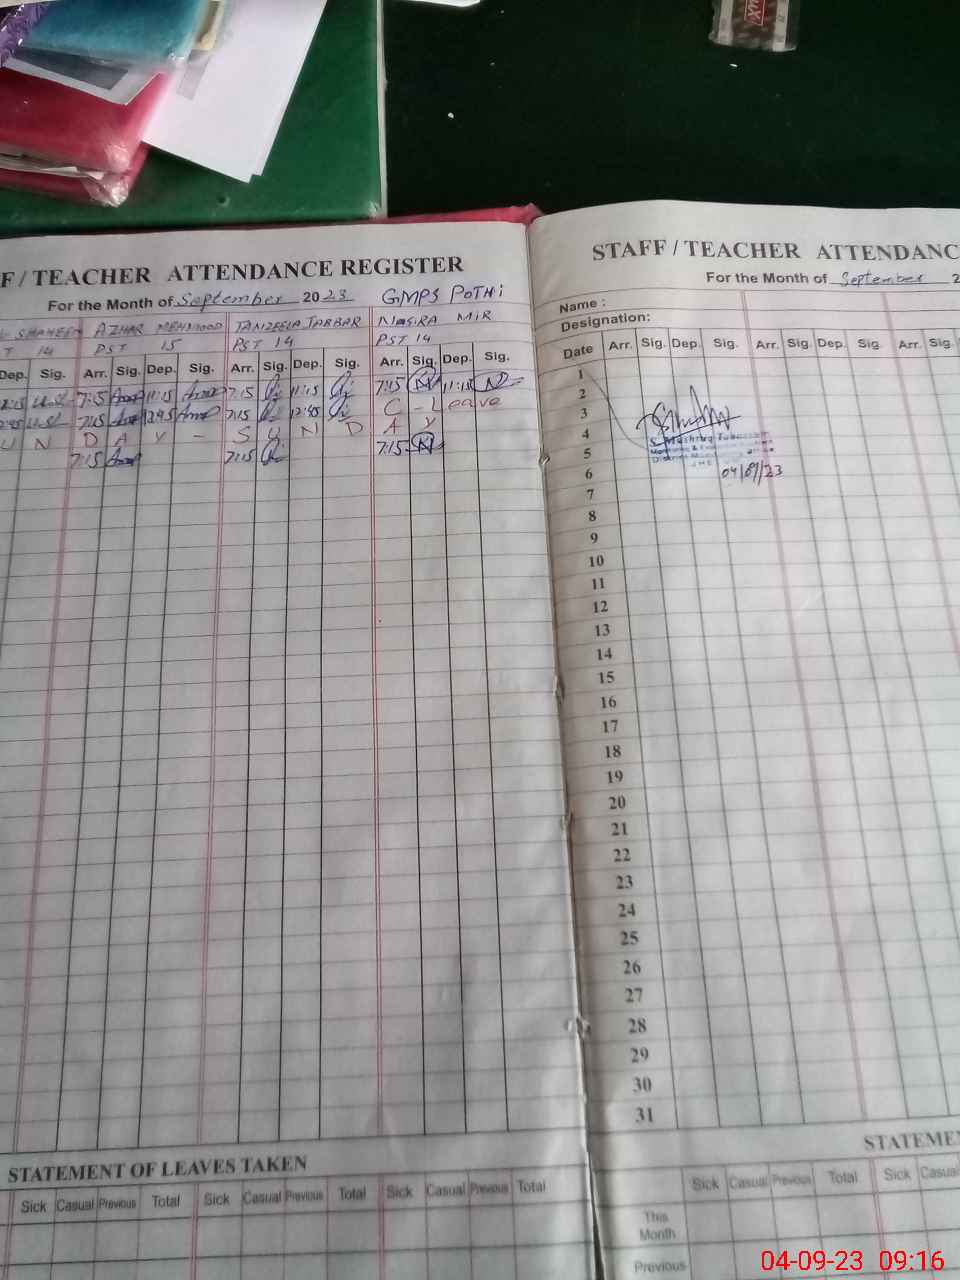 F / TEACHER ATTENDANCE REGISTER
For the Month of September 2023 GMPS POTHI
SHAHEEN AZHAR MEHMOOD TANZEELA JABBAR NASIRA MIR
T 14 PST 15 PST 14 PST 14
Dep. Sig. Arr. Sig. Dep. Sig. Arr. Sig. Dep. Sig. Arr. Sig. Dep. Sig.
7:15 11:15 7:15 11:15 7:15 N 11:15 N
7:15 12:45 7:15 12:45 C - Leave
U N D A Y - S U N D A Y
7:15 7:15 7:15 N
STATEMENT OF LEAVES TAKEN
Sick Casual Previous Total Sick Casual Previous Total Sick Casual Previous Total
STAFF / TEACHER ATTENDANC
For the Month of September 2
Name :
Designation:
Date Arr. Sig. Dep. Sig. Arr. Sig. Dep. Sig. Arr. Sig.
1
2
3
4
5
6
7
8
9
10
11
12
13
14
15
16
17
18
19
20
21
22
23
24
25
26
27
28
29
30
31
04/09/23
STATEMEN
Sick Casual Previous Total Sick Casual
This
Month
Previous
04-09-23 09:16